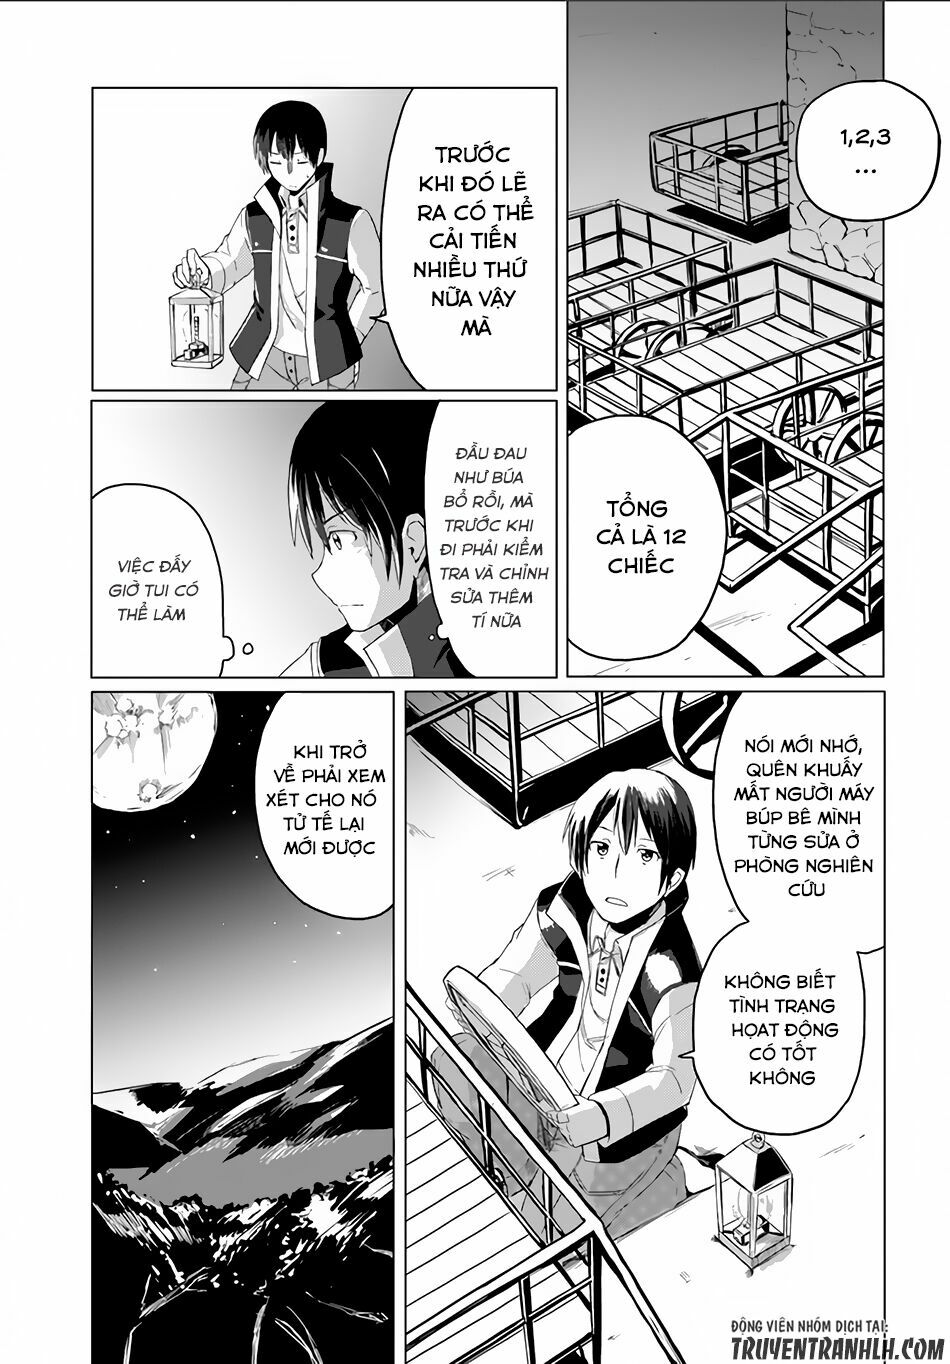 1,2,3
...
TỔNG
CẢ LÀ 12
CHIẾC
TRƯỚC
KHI ĐÓ LẼ
RA CÓ THỂ
CẢI TIẾN
NHIỀU THỨ
NỮA VẬY
MÀ
ĐẦU ĐAU
NHƯ BÚA
BỔ RỒI, MÀ
TRƯỚC KHI
ĐI PHẢI KIỂM
TRA VÀ CHỈNH
SỬA THÊM
TÍ NỮA
VIỆC ĐẤY
GIỜ TUI CÓ
THỂ LÀM
NÓI MỚI NHỚ,
QUÊN KHUẤY
MẤT NGƯỜI MÁY
BÚP BÊ MÌNH
TỪNG SỬA Ở
PHÒNG NGHIÊN
CỨU
KHÔNG BIẾT
TÌNH TRẠNG
HOẠT ĐỘNG
CÓ TỐT
KHÔNG
KHI TRỞ
VỀ PHẢI XEM
XÉT CHO NÓ
TỬ TẾ LẠI
MỚI ĐƯỢC
ĐỘNG VIÊN NHÓM DỊCH TẠI:
TRUYENTRANHLH.COM